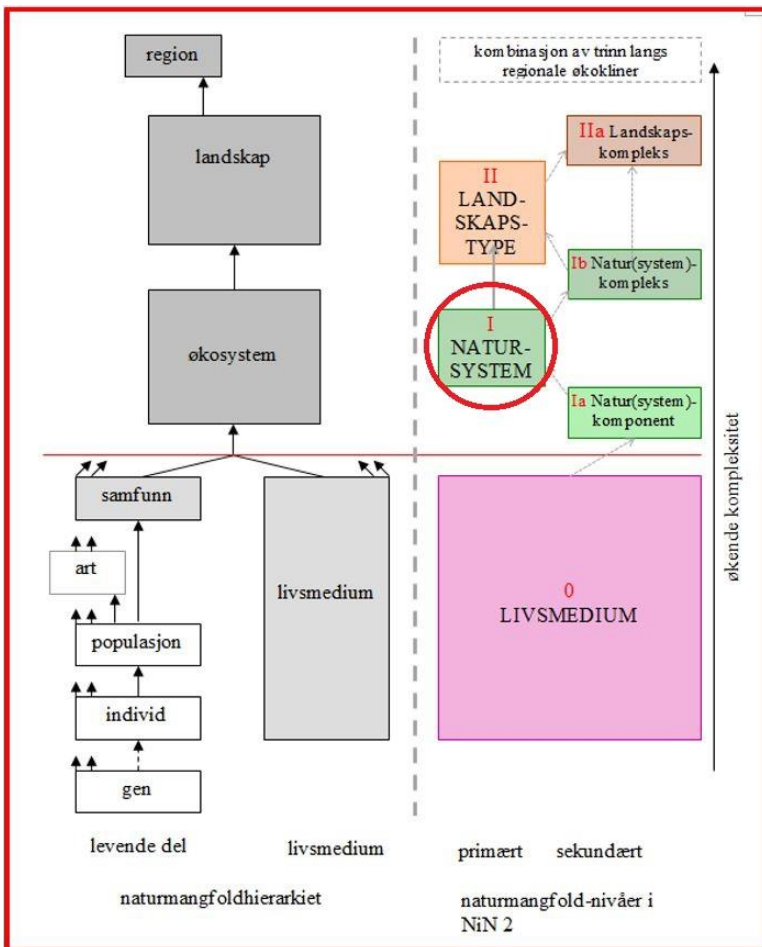 region
landskap
økosystem
samfunn
art
populasjon
individ
gen
livsmedium
levende del
livsmedium
naturmangfoldhierarkiet
kombinasjon av trinn langs
regionale økokliner
IIa Landskaps-
kompleks
II
LAND-
SKAPS-
TYPE
Ib Natur(system)-
kompleks
I
NATUR-
SYSTEM
Ia Natur(system)-
komponent
0
LIVSMEDIUM
økende kompleksitet
primært
sekundært
naturmangfold-nivåer i
NiN 2